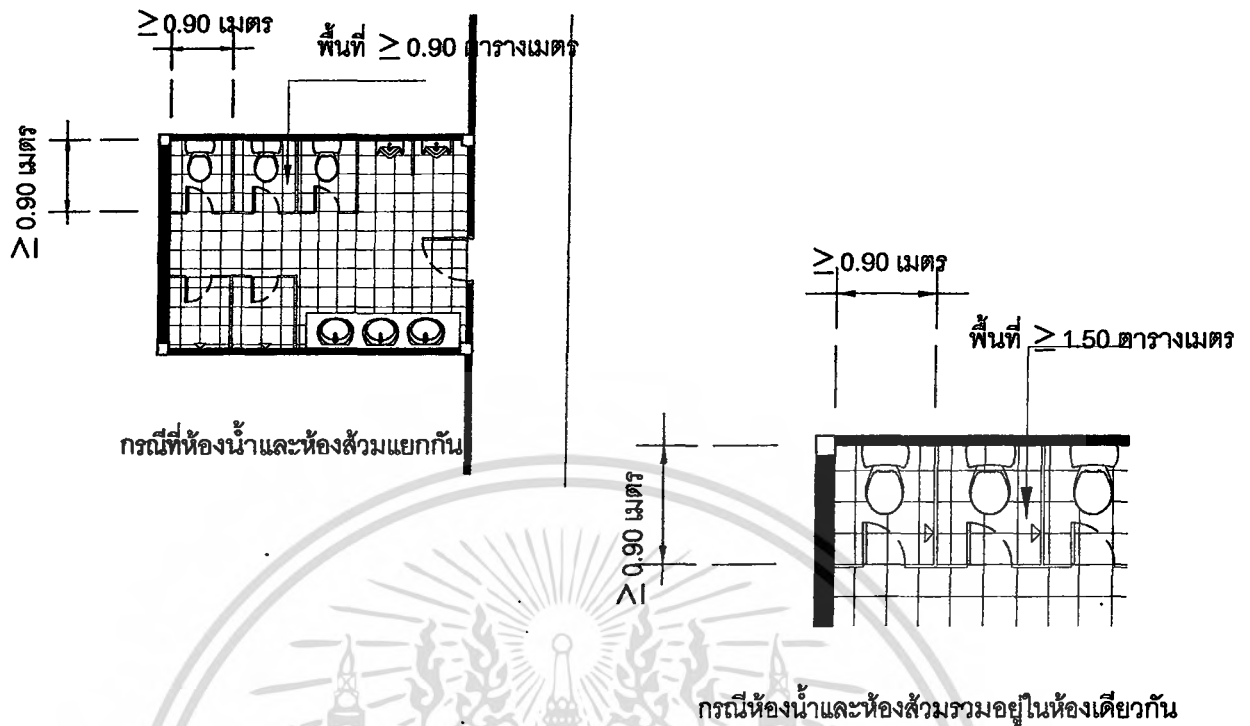 ≥ 0.90 เมตร
พื้นที่ ≥ 0.90 ตารางเมตร
≥ 0.90 เมตร
กรณีที่ห้องน้ำและห้องส้วมแยกกัน
≥ 0.90 เมตร
พื้นที่ ≥ 1.50 ตารางเมตร
≥ 0.90 เมตร
กรณีห้องน้ำและห้องส้วมรวมอยู่ในห้องเดียวกัน